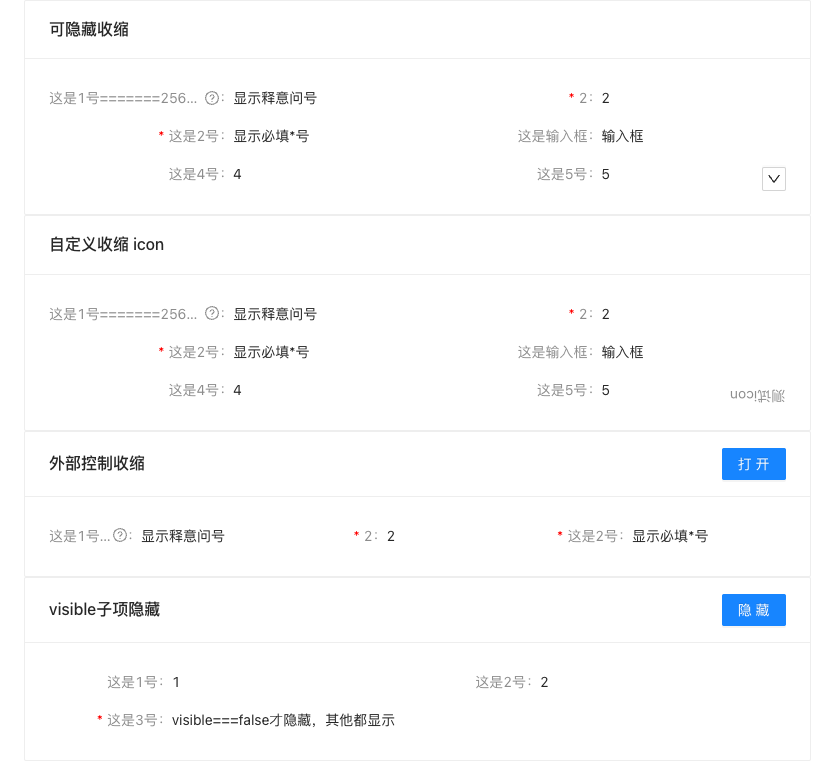 可隐藏收缩
这是1号=======256... ?: 显示释意问号 * 2: 2
* 这是2号: 显示必填*号 这是输入框: 输入框
这是4号: 4 这是5号: 5
自定义收缩 icon
这是1号=======256... ?: 显示释意问号 * 2: 2
* 这是2号: 显示必填*号 这是输入框: 输入框
这是4号: 4 这是5号: 5 测试icon
外部控制收缩 打 开
这是1号...?: 显示释意问号 * 2: 2 * 这是2号: 显示必填*号
visible子项隐藏 隐 藏
这是1号: 1 这是2号: 2
* 这是3号: visible===false才隐藏，其他都显示